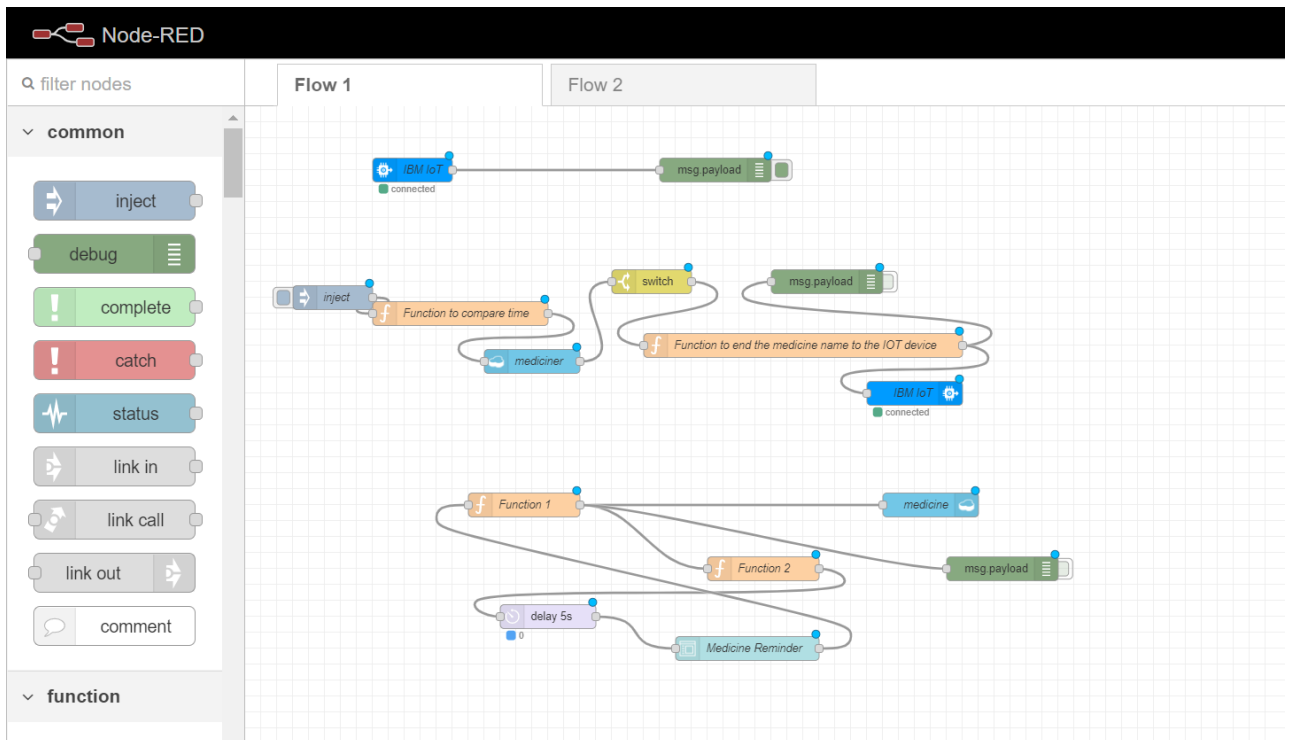 Node-RED
filter nodes
Flow 1
Flow 2
common
inject
debug
complete
catch
status
link in
link call
link out
comment
function
IBM IoT
connected
msg.payload
inject
Function to compare time
mediciner
switch
msg.payload
Function to end the medicine name to the IOT device
IBM IoT
connected
Function 1
medicine
Function 2
msg.payload
delay 5s
0
Medicine Reminder